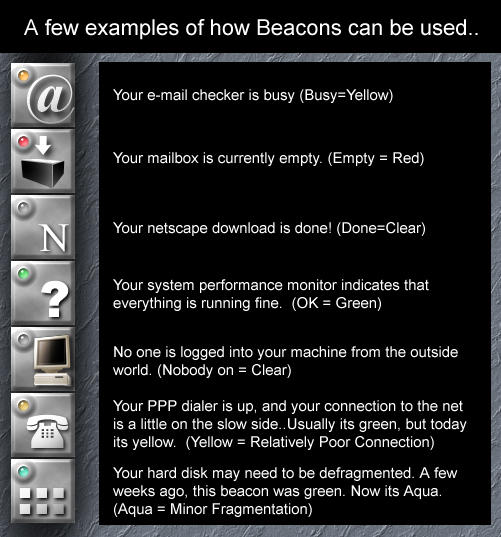 A few examples of how Beacons can be used..
@
Your e-mail checker is busy (Busy=Yellow)
Your mailbox is currently empty. (Empty = Red)
N
Your netscape download is done! (Done=Clear)
?
Your system performance monitor indicates that
everything is running fine.  (OK = Green)
No one is logged into your machine from the outside
world. (Nobody on = Clear)
Your PPP dialer is up, and your connection to the net
is a little on the slow side..Usually its green, but today
its yellow.  (Yellow = Relatively Poor Connection)
Your hard disk may need to be defragmented. A few
weeks ago, this beacon was green. Now its Aqua.
(Aqua = Minor Fragmentation)